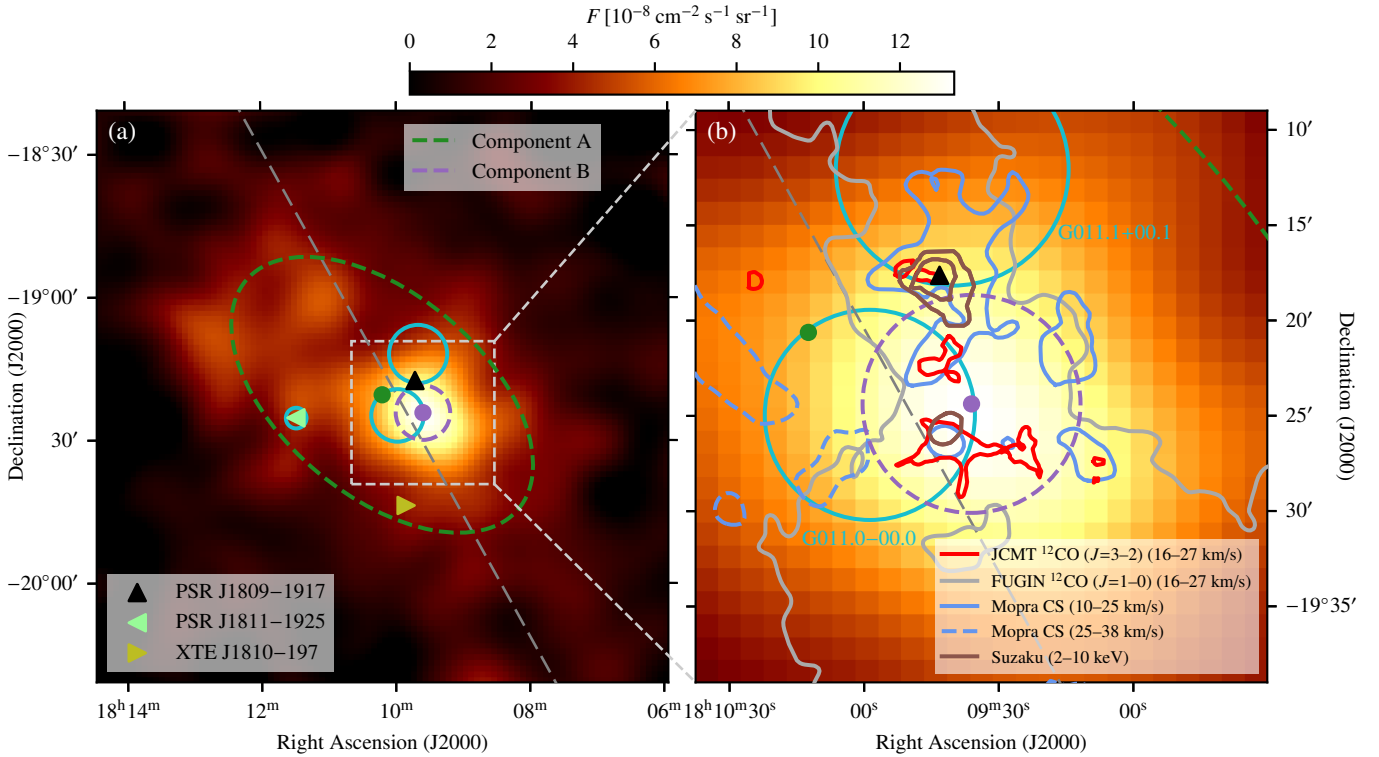 F [10⁻⁸ cm⁻² s⁻¹ sr⁻¹]
0 2 4 6 8 10 12
(a)
Component A
Component B
PSR J1809−1917
PSR J1811−1925
XTE J1810−197
−18°30′
−19°00′
30′
−20°00′
Declination (J2000)
18ʰ14ᵐ 12ᵐ 10ᵐ 08ᵐ 06ᵐ
Right Ascension (J2000)
(b)
G011.1+00.1
G011.0−00.0
JCMT ¹²CO (J=3–2) (16–27 km/s)
FUGIN ¹²CO (J=1–0) (16–27 km/s)
Mopra CS (10–25 km/s)
Mopra CS (25–38 km/s)
Suzaku (2–10 keV)
10′
15′
20′
25′
30′
−19°35′
Declination (J2000)
18ʰ10ᵐ30ˢ 00ˢ 09ᵐ30ˢ 00ˢ
Right Ascension (J2000)